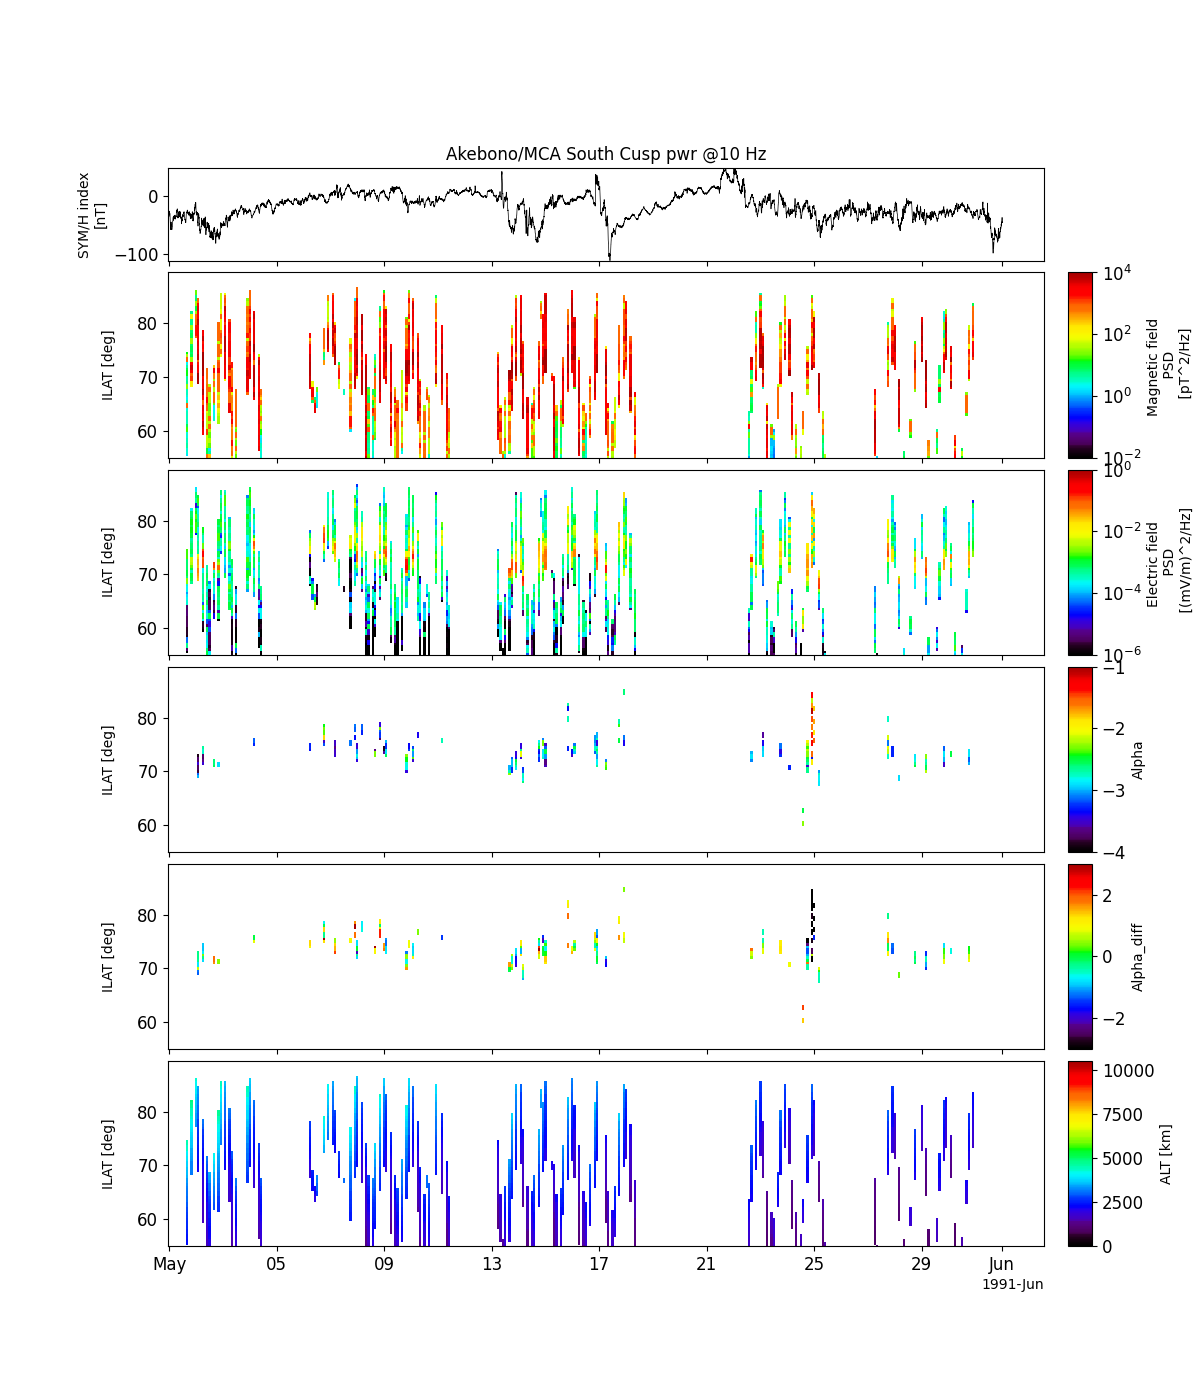 Akebono/MCA South Cusp pwr @10 Hz
SYM/H index
[nT]
0
−100
ILAT [deg]
80
70
60
10^4
10^2
10^0
10^-2
Magnetic field
PSD
[pT^2/Hz]
ILAT [deg]
80
70
60
10^0
10^-2
10^-4
10^-6
Electric field
PSD
[(mV/m)^2/Hz]
ILAT [deg]
80
70
60
−1
−2
−3
−4
Alpha
ILAT [deg]
80
70
60
2
0
−2
Alpha_diff
ILAT [deg]
80
70
60
10000
7500
5000
2500
0
ALT [km]
May 05 09 13 17 21 25 29 Jun
1991-Jun